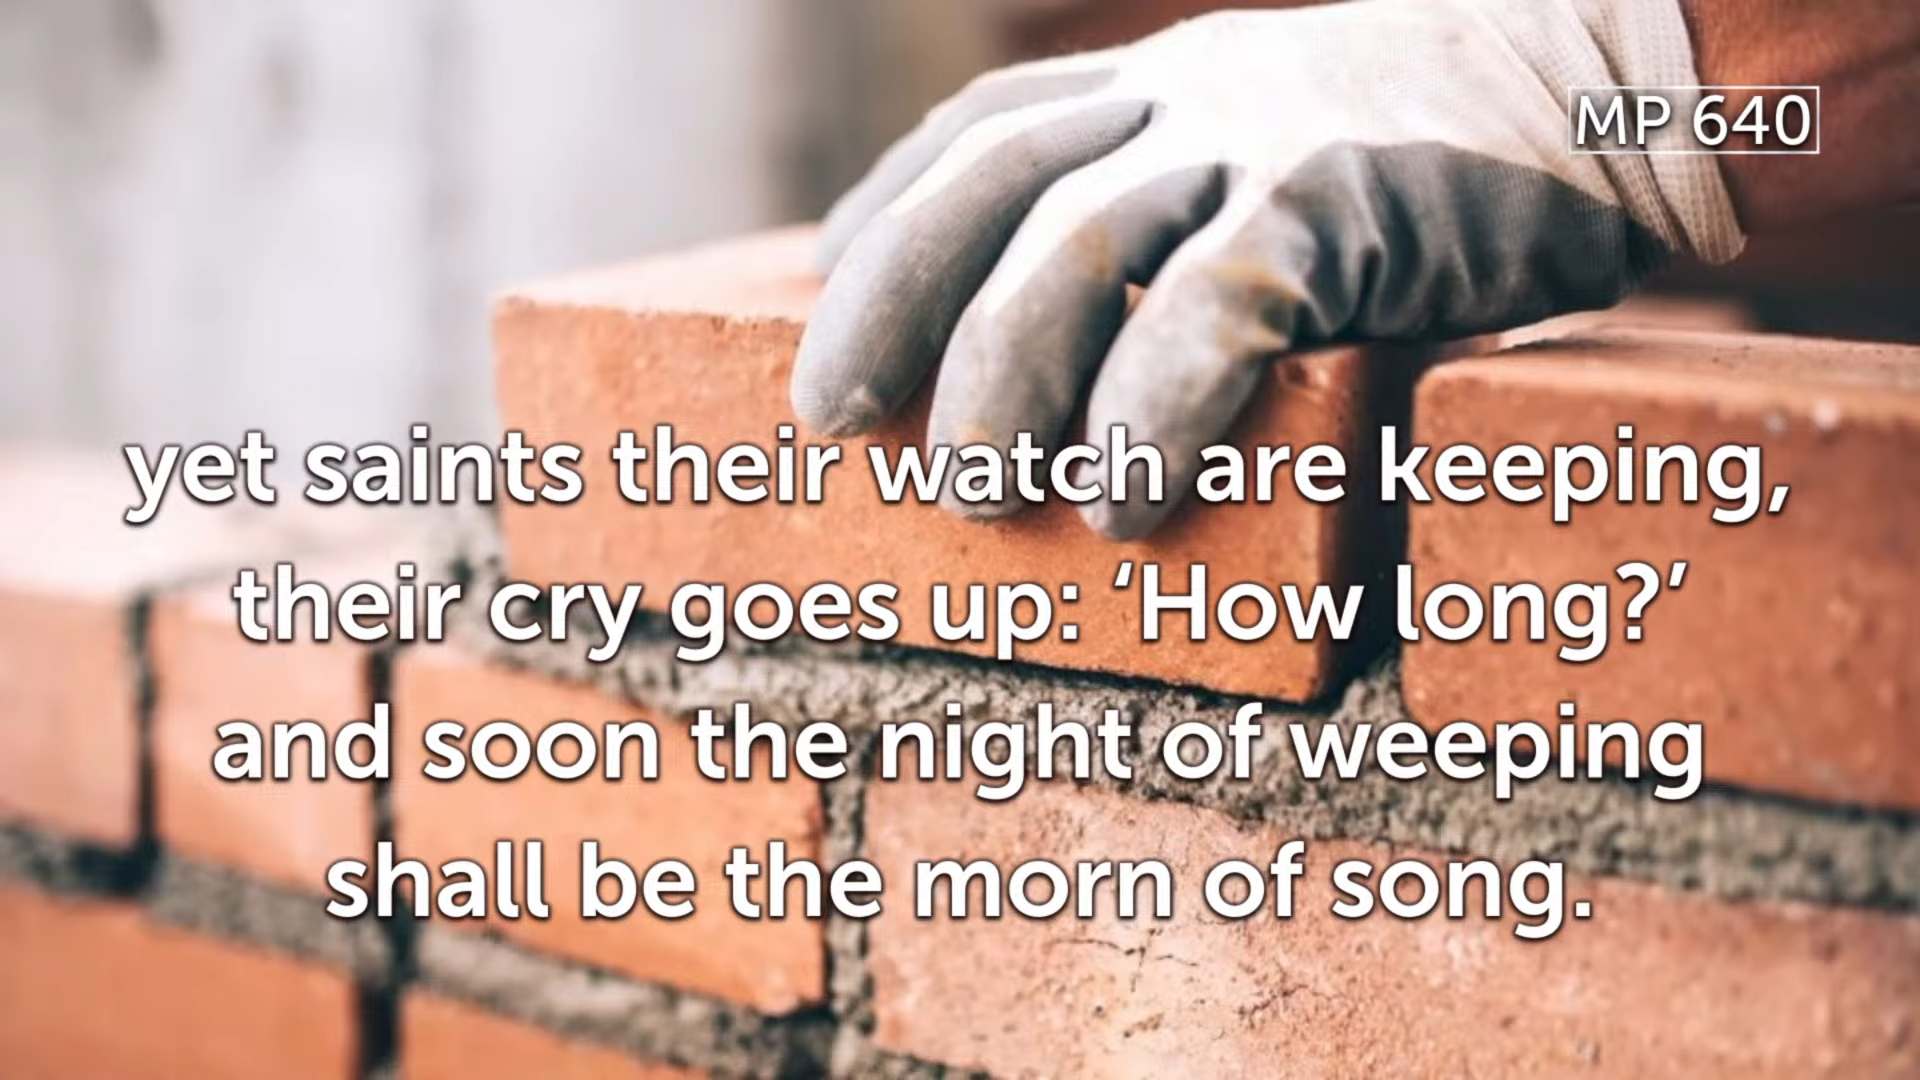 MP 640
yet saints their watch are keeping,
their cry goes up: ‘How long?’
and soon the night of weeping
shall be the morn of song.